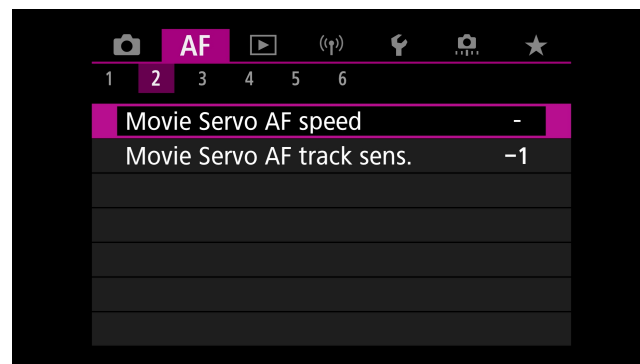 AF
1 2 3 4 5 6
Movie Servo AF speed -
Movie Servo AF track sens. −1